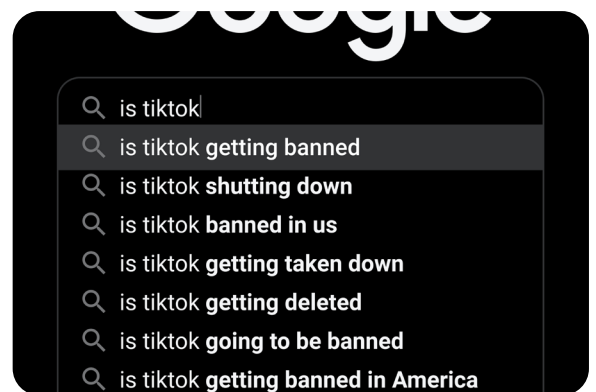 Google
is tiktok
is tiktok getting banned
is tiktok shutting down
is tiktok banned in us
is tiktok getting taken down
is tiktok getting deleted
is tiktok going to be banned
is tiktok getting banned in America